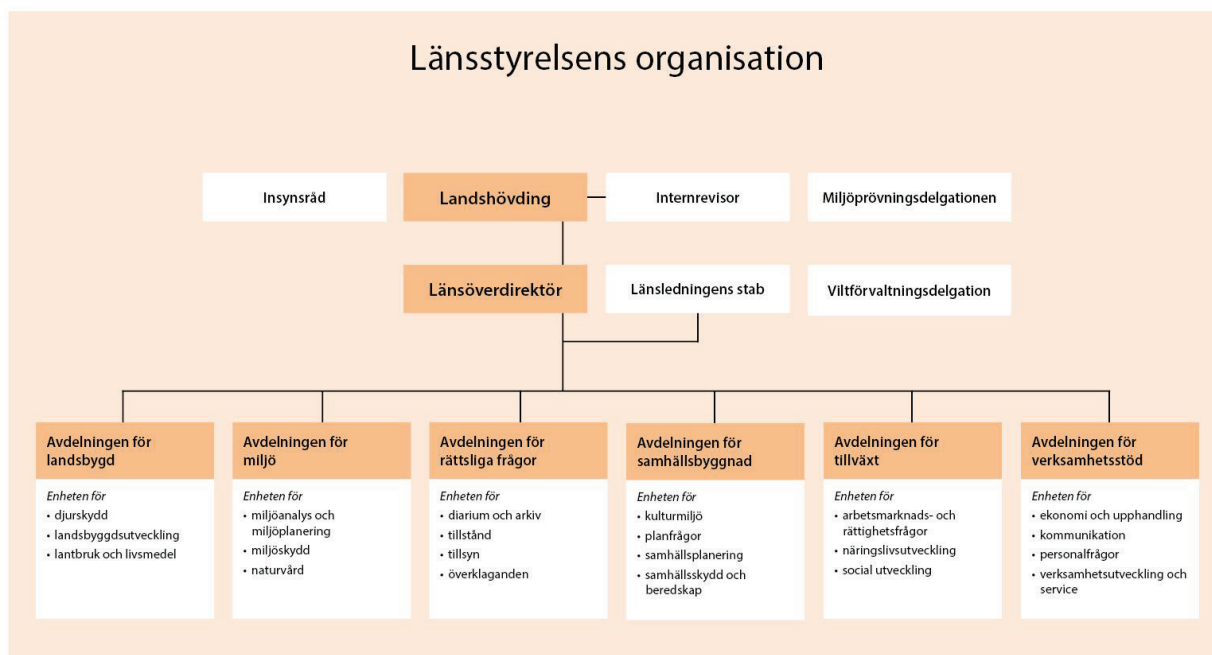 Länsstyrelsens organisation
Insynsråd
Landshövding
Internrevisor
Miljöprövningsdelgationen
Länsöverdirektör
Länsledningens stab
Viltförvaltningsdelgation
Avdelningen för
landsbygd
Enheten för
• djurskydd
• landsbyggdsutveckling
• lantbruk och livsmedel
Avdelningen för
miljö
Enheten för
• miljöanalys och
miljöplanering
• miljöskydd
• naturvård
Avdelningen för
rättsliga frågor
Enheten för
• diarium och arkiv
• tillstånd
• tillsyn
• överklaganden
Avdelningen för
samhällsbyggnad
Enheten för
• kulturmiljö
• planfrågor
• samhällsplanering
• samhällsskydd och
beredskap
Avdelningen för
tillväxt
Enheten för
• arbetsmarknads- och
rättighetsfrågor
• näringslivsutveckling
• social utveckling
Avdelningen för
verksamhetsstöd
Enheten för
• ekonomi och upphandling
• kommunikation
• personalfrågor
• verksamhetsutveckling och
service